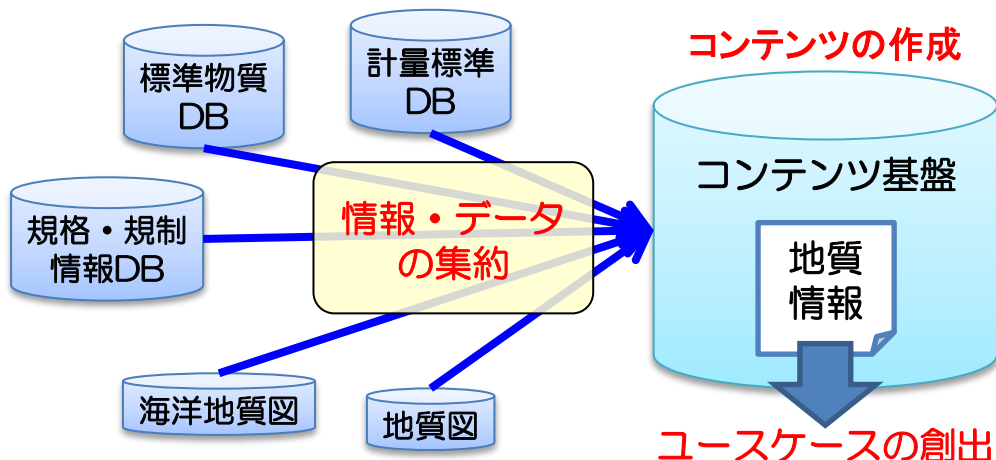 標準物質
DB
計量標準
DB
規格・規制
情報DB
海洋地質図
地質図
情報・データ
の集約
コンテンツの作成
コンテンツ基盤
地質
情報
ユースケースの創出